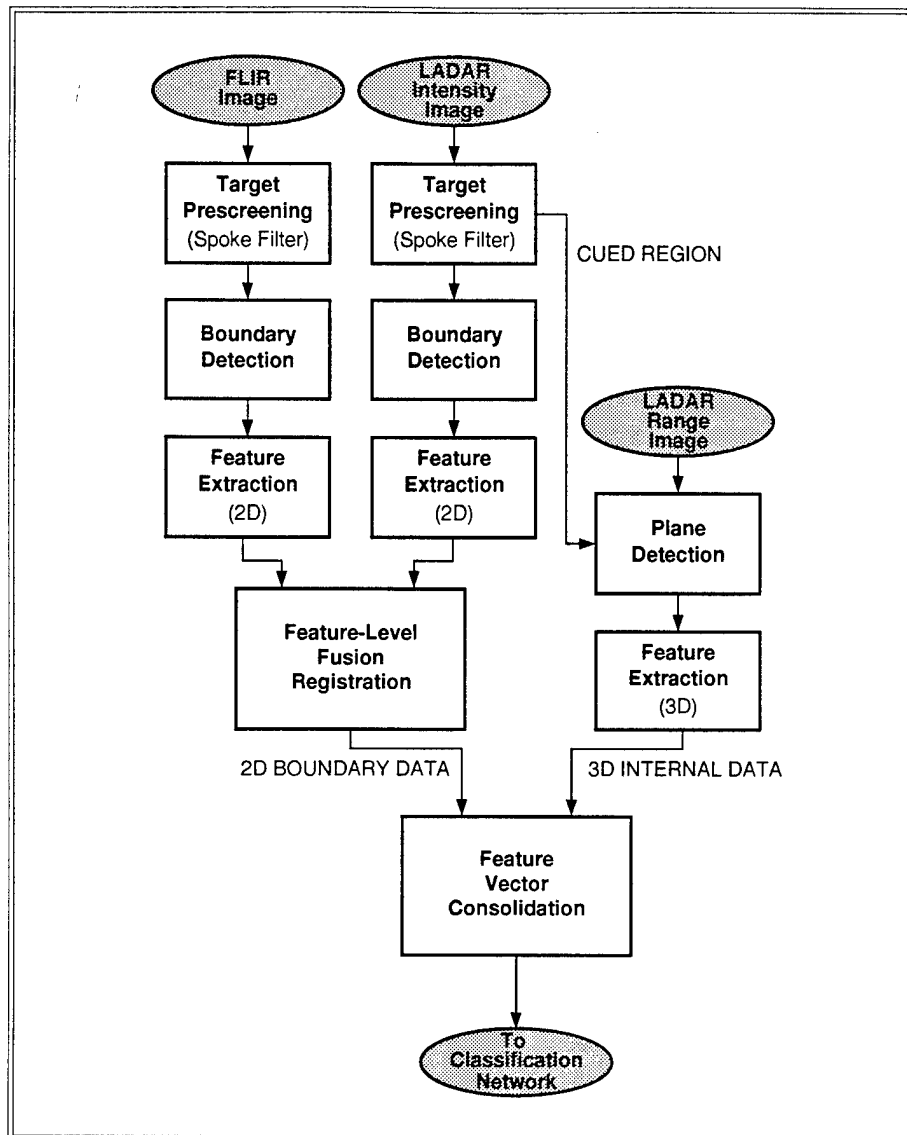 FLIR
Image
LADAR
Intensity
Image
Target
Prescreening
(Spoke Filter)
Target
Prescreening
(Spoke Filter)
CUED REGION
Boundary
Detection
Boundary
Detection
LADAR
Range
Image
Feature
Extraction
(2D)
Feature
Extraction
(2D)
Plane
Detection
Feature-Level
Fusion
Registration
Feature
Extraction
(3D)
2D BOUNDARY DATA
3D INTERNAL DATA
Feature
Vector
Consolidation
To
Classification
Network